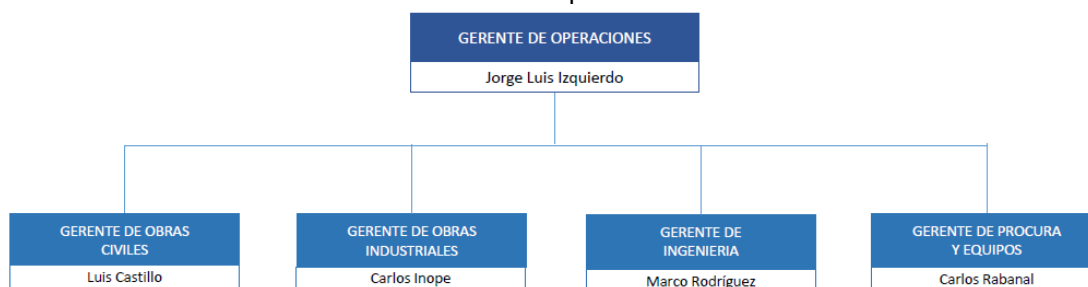 GERENTE DE OPERACIONES
Jorge Luis Izquierdo
GERENTE DE OBRAS
CIVILES
Luis Castillo
GERENTE DE OBRAS
INDUSTRIALES
Carlos Inope
GERENTE DE
INGENIERIA
Marco Rodríguez
GERENTE DE PROCURA
Y EQUIPOS
Carlos Rabanal